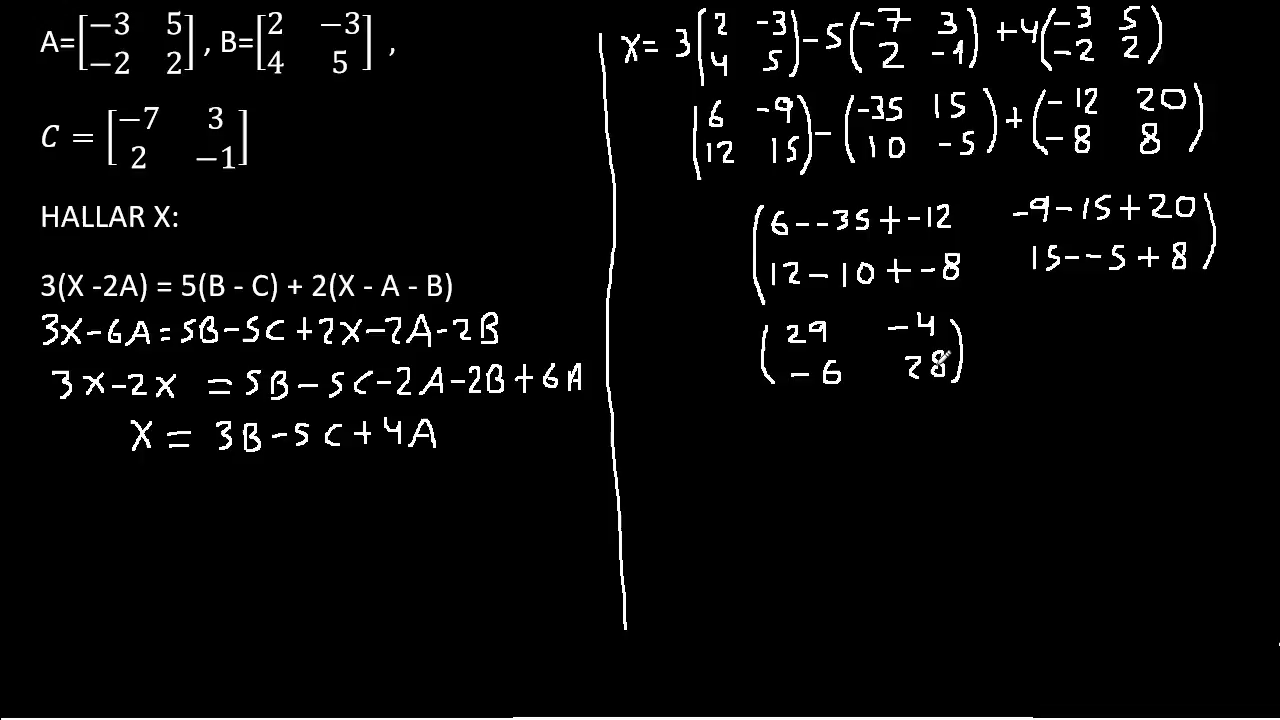 A=[−3 5 −2 2], B=[2 −3 4 5],
C = [−7 3 2 −1]
HALLAR X:
3(X -2A) = 5(B - C) + 2(X - A - B)
3X−6A=5B−5C+2X−2A-2B
3X−2X = 5B−5C−2A−2B+6A
X = 3B−5C+4A
X= 3(2 -3 4 5)−5(−7 3 2 −1)+4(−3 5 −2 2)
(6 -9 12 15)−(-35 15 10 -5)+(−12 20 −8 8)
(6--35+-12 -9-15+20
12−10+-8 15--5+8)
(29 −4
−6 28)